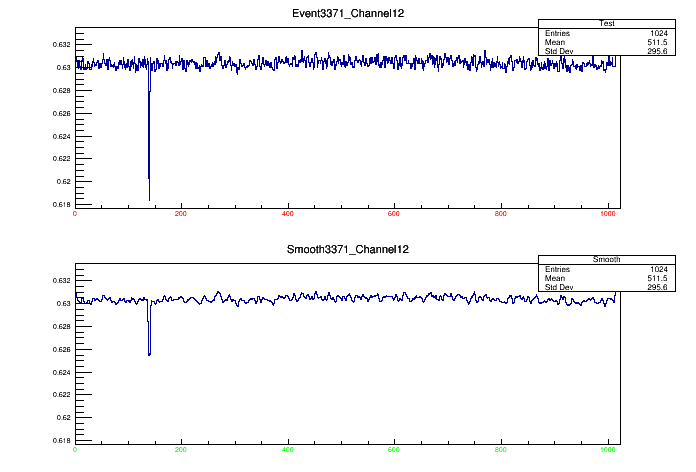 Event3371_Channel12
Test
Entries 1024
Mean 511.5
Std Dev 295.6
0.632
0.63
0.628
0.626
0.624
0.622
0.62
0.618
0 200 400 600 800 1000
Smooth3371_Channel12
Smooth
Entries 1024
Mean 511.5
Std Dev 295.6
0.632
0.63
0.628
0.626
0.624
0.622
0.62
0.618
0 200 400 600 800 1000